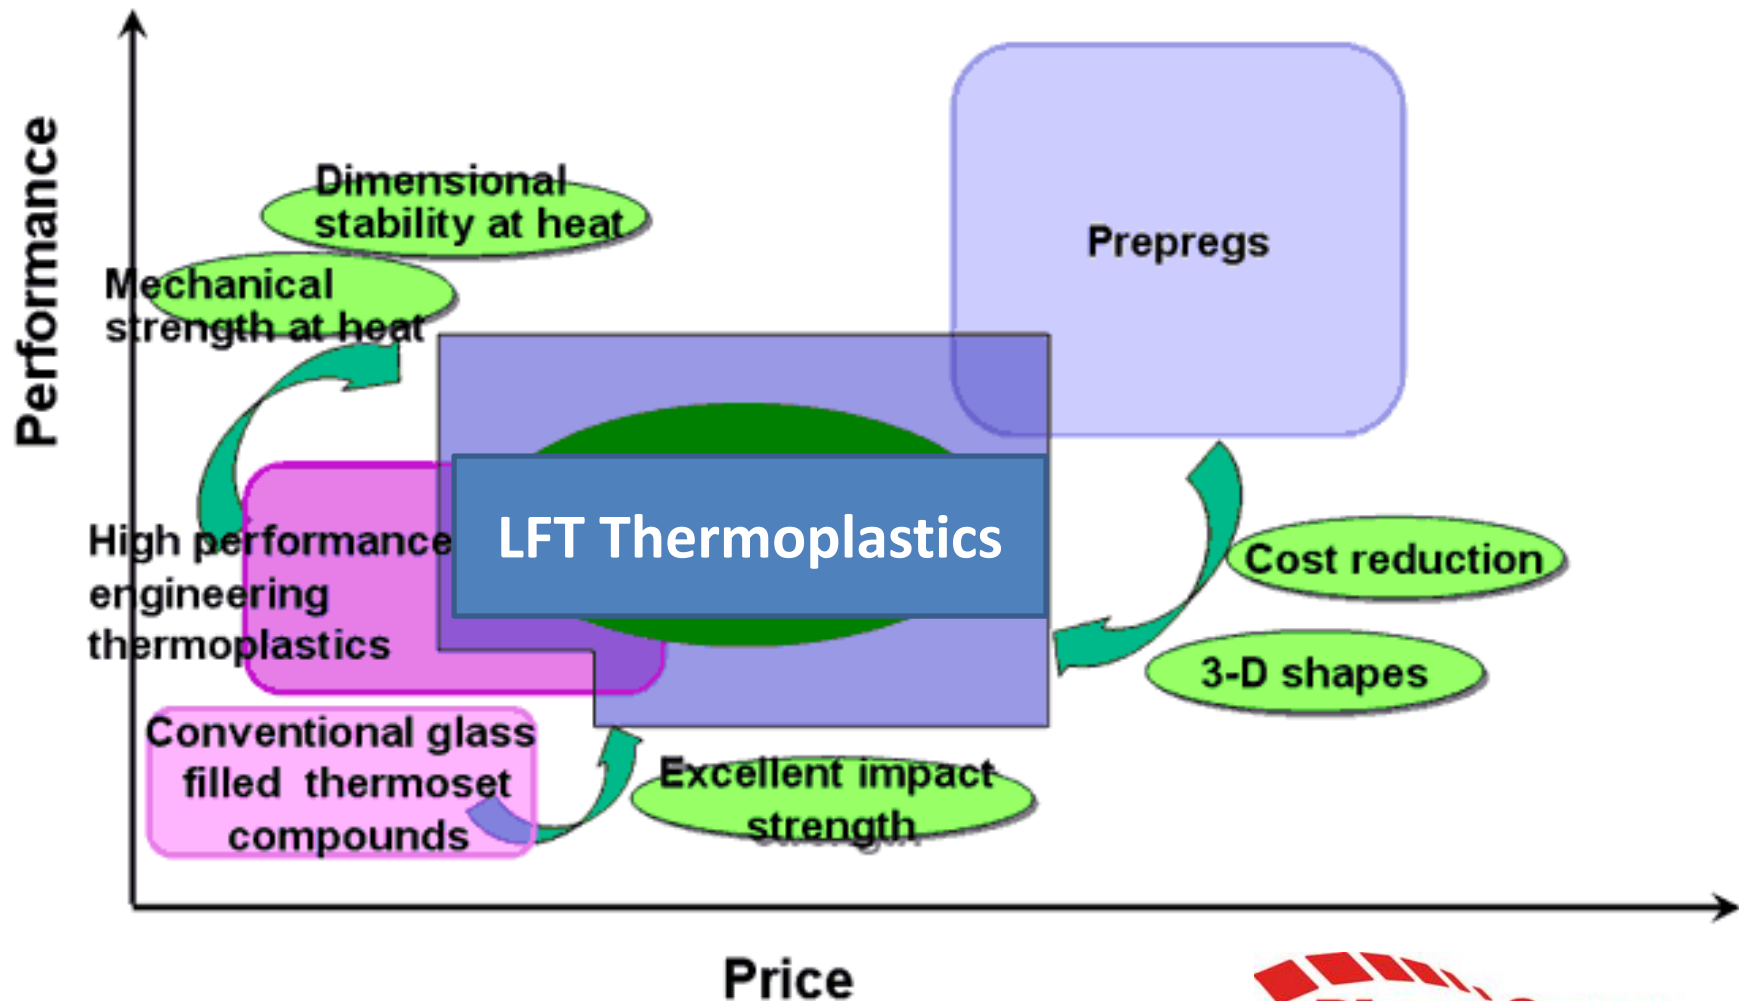 Performance
Dimensional
stability at heat
Mechanical
strength at heat
Prepregs
High performance
engineering
thermoplastics
LFT Thermoplastics
Cost reduction
3-D shapes
Conventional glass
filled thermoset
compounds
Excellent impact
strength
Price